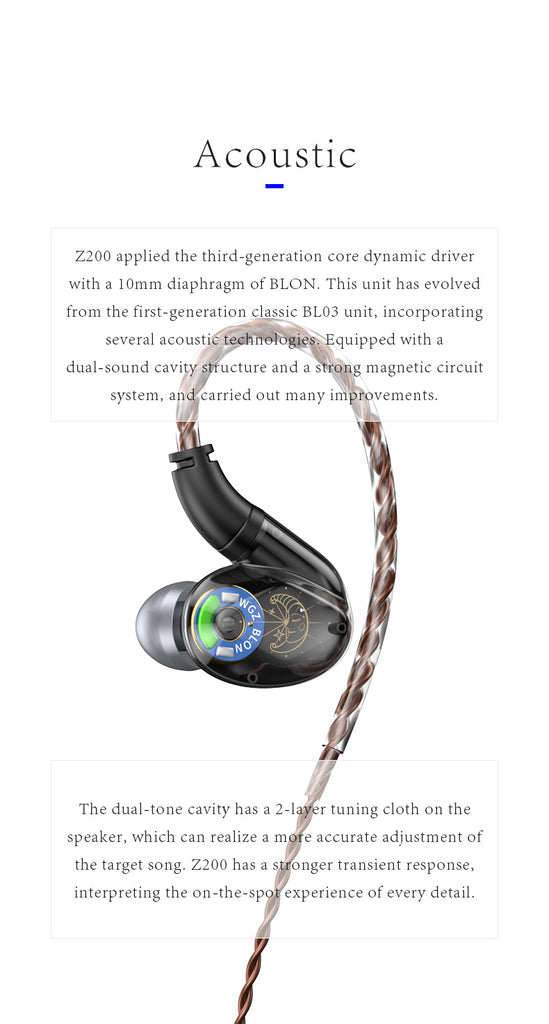 Acoustic
Z200 applied the third-generation core dynamic driver
with a 10mm diaphragm of BLON. This unit has evolved
from the first-generation classic BL03 unit, incorporating
several acoustic technologies. Equipped with a
dual-sound cavity structure and a strong magnetic circuit
system, and carried out many improvements.
WGZ
BLON
The dual-tone cavity has a 2-layer tuning cloth on the
speaker, which can realize a more accurate adjustment of
the target song. Z200 has a stronger transient response,
interpreting the on-the-spot experience of every detail.